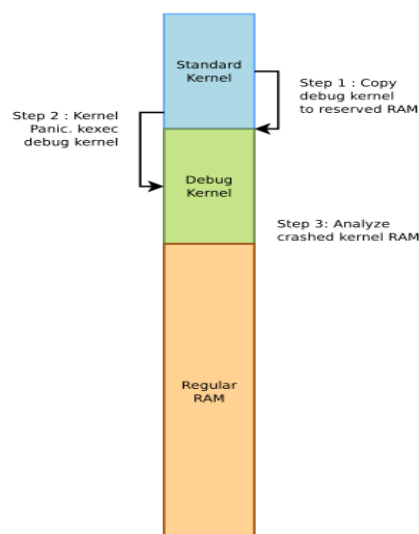 Standard
Kernel
Step 1 : Copy
debug kernel
to reserved RAM
Step 2 : Kernel
Panic. kexec
debug kernel
Debug
Kernel
Step 3: Analyze
crashed kernel RAM
Regular
RAM